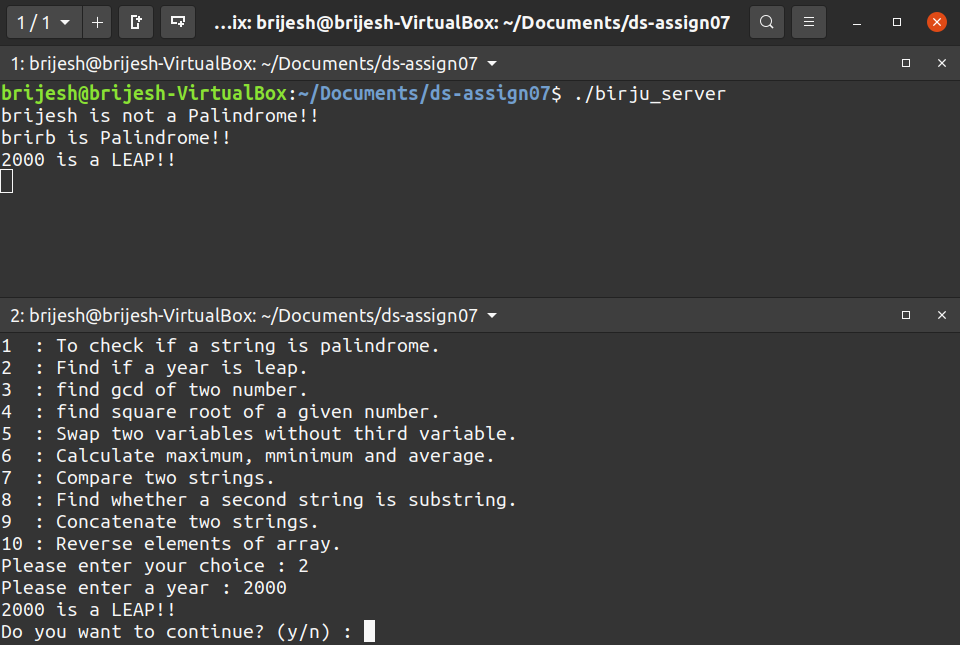 1 / 1
...ix: brijesh@brijesh-VirtualBox: ~/Documents/ds-assign07
1: brijesh@brijesh-VirtualBox: ~/Documents/ds-assign07
brijesh@brijesh-VirtualBox:~/Documents/ds-assign07$ ./birju_server
brijesh is not a Palindrome!!
brirb is Palindrome!!
2000 is a LEAP!!
2: brijesh@brijesh-VirtualBox: ~/Documents/ds-assign07
1  : To check if a string is palindrome.
2  : Find if a year is leap.
3  : find gcd of two number.
4  : find square root of a given number.
5  : Swap two variables without third variable.
6  : Calculate maximum, mminimum and average.
7  : Compare two strings.
8  : Find whether a second string is substring.
9  : Concatenate two strings.
10 : Reverse elements of array.
Please enter your choice : 2
Please enter a year : 2000
2000 is a LEAP!!
Do you want to continue? (y/n) :